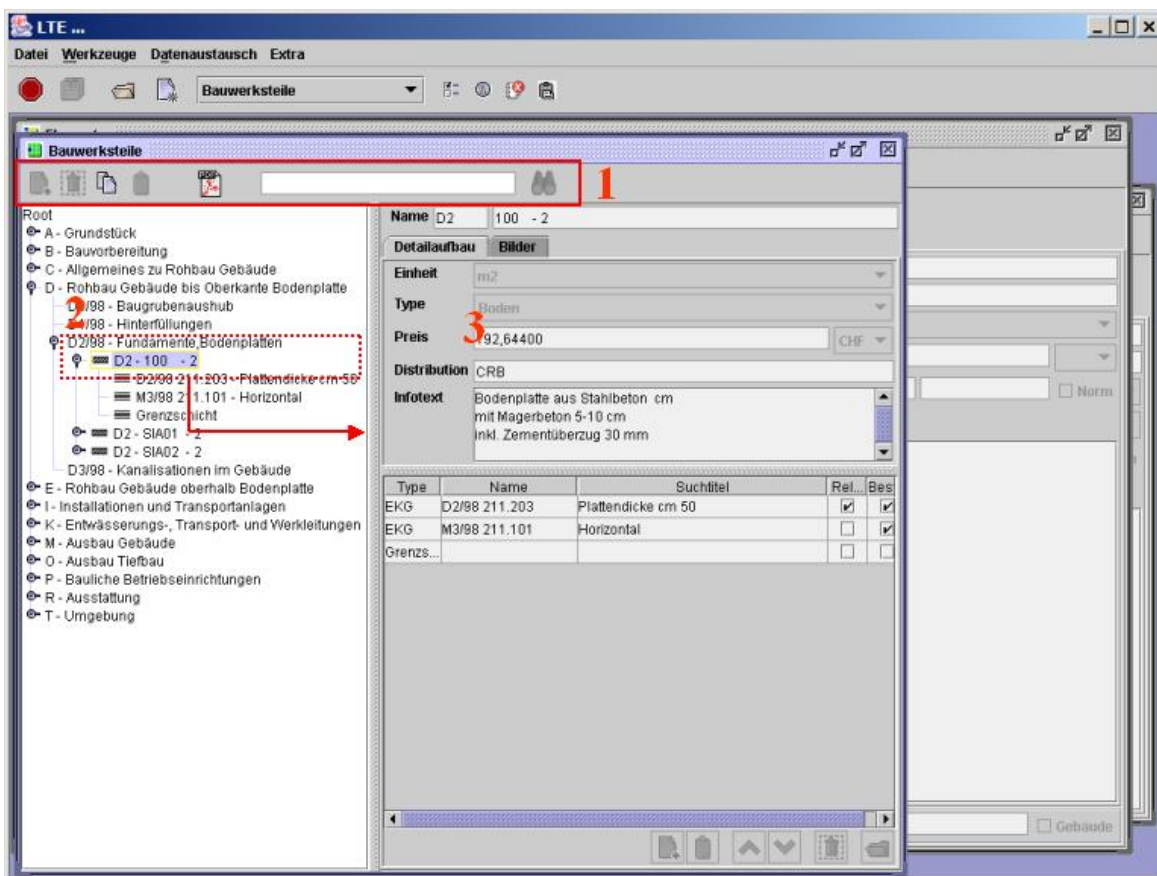 LTE ...
Datei Werkzeuge Datenaustausch Extra
Bauwerksteile
Bauwerksteile
PDF
1
Root
A - Grundstück
B - Bauvorbereitung
C - Allgemeines zu Rohbau Gebäude
D - Rohbau Gebäude bis Oberkante Bodenplatte
/98 - Baugrubenaushub
2
/98 - Hinterfüllungen
D2/98 - Fundamente,Bodenplatten
D2 - 100 - 2
D2/98 211.203 - Plattendicke cm 50
M3/98 211.101 - Horizontal
Grenzschicht
D2 - SIA01 - 2
D2 - SIA02 - 2
D3/98 - Kanalisationen im Gebäude
E - Rohbau Gebäude oberhalb Bodenplatte
I - Installationen und Transportanlagen
K - Entwässerungs-, Transport- und Werkleitungen
M - Ausbau Gebäude
O - Ausbau Tiefbau
P - Bauliche Betriebseinrichtungen
R - Ausstattung
T - Umgebung
Name D2 100 - 2
Detailaufbau Bilder
Einheit m2
Type Boden
3
Preis 92,64400 CHF
Distribution CRB
Infotext Bodenplatte aus Stahlbeton cm
mit Magerbeton 5-10 cm
inkl. Zementüberzug 30 mm
Type Name Suchtitel Rel... Bes
EKG D2/98 211.203 Plattendicke cm 50
EKG M3/98 211.101 Horizontal
Grenzs...
Norm
Gebäude